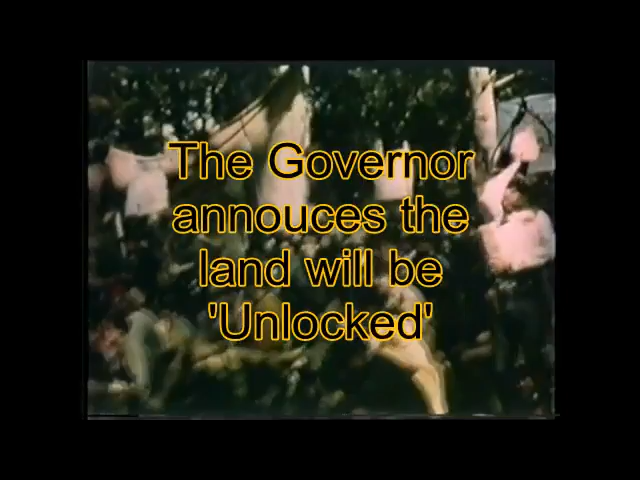 The Governor
annouces the
land will be
'Unlocked'